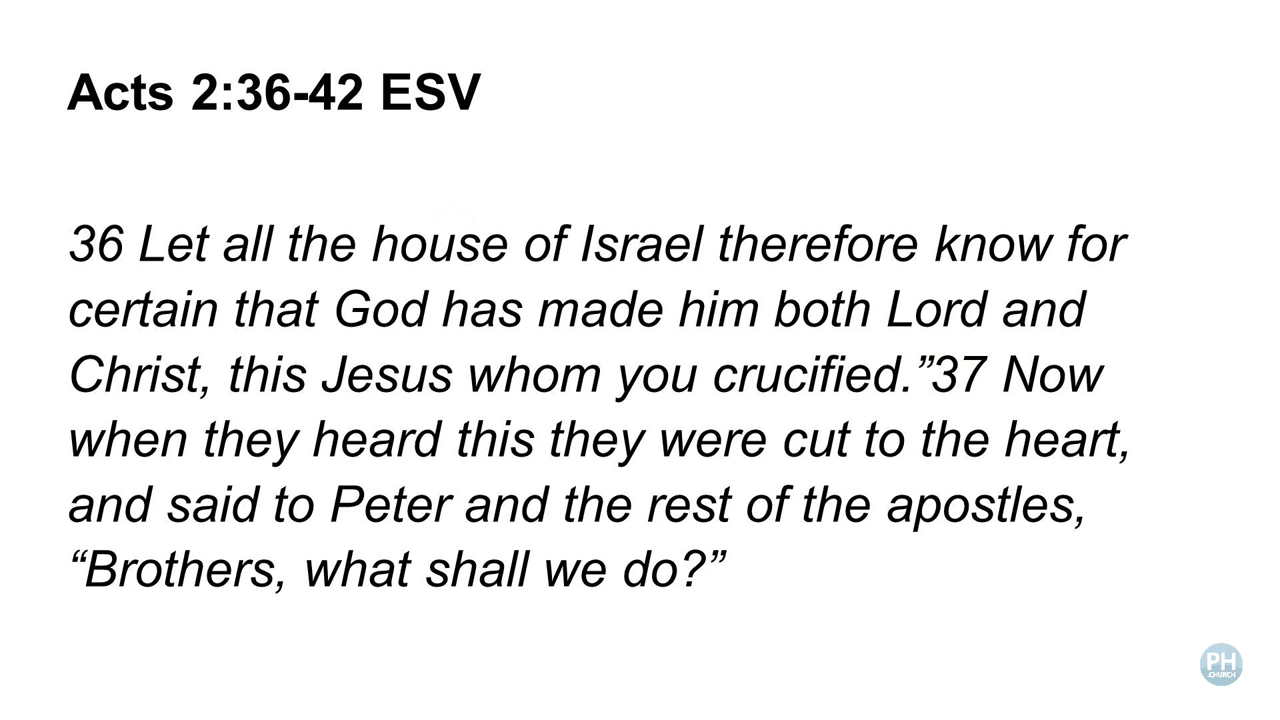 Acts 2:36-42 ESV
36 Let all the house of Israel therefore know for
certain that God has made him both Lord and
Christ, this Jesus whom you crucified.”37 Now
when they heard this they were cut to the heart,
and said to Peter and the rest of the apostles,
“Brothers, what shall we do?”
PH
.CHURCH